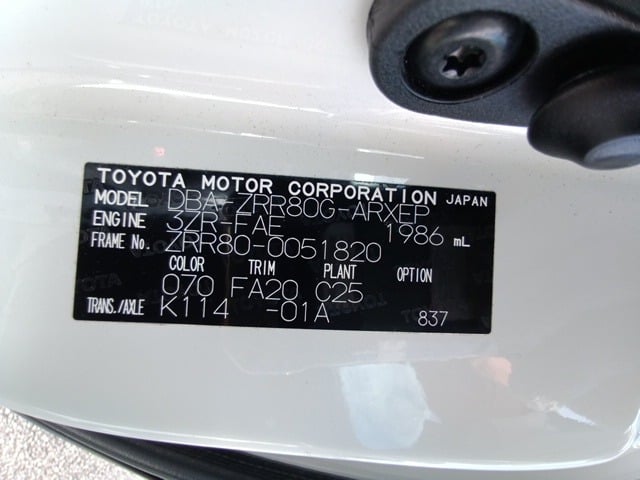 TOYOTA MOTOR CORPORATION JAPAN
MODEL DBA-ZRR80G-ARXEP
ENGINE 3ZR-FAE 1986 mL
FRAME No. ZRR80-0051820
COLOR TRIM PLANT OPTION
070 FA20 C25
TRANS./AXLE K114 -01A 837